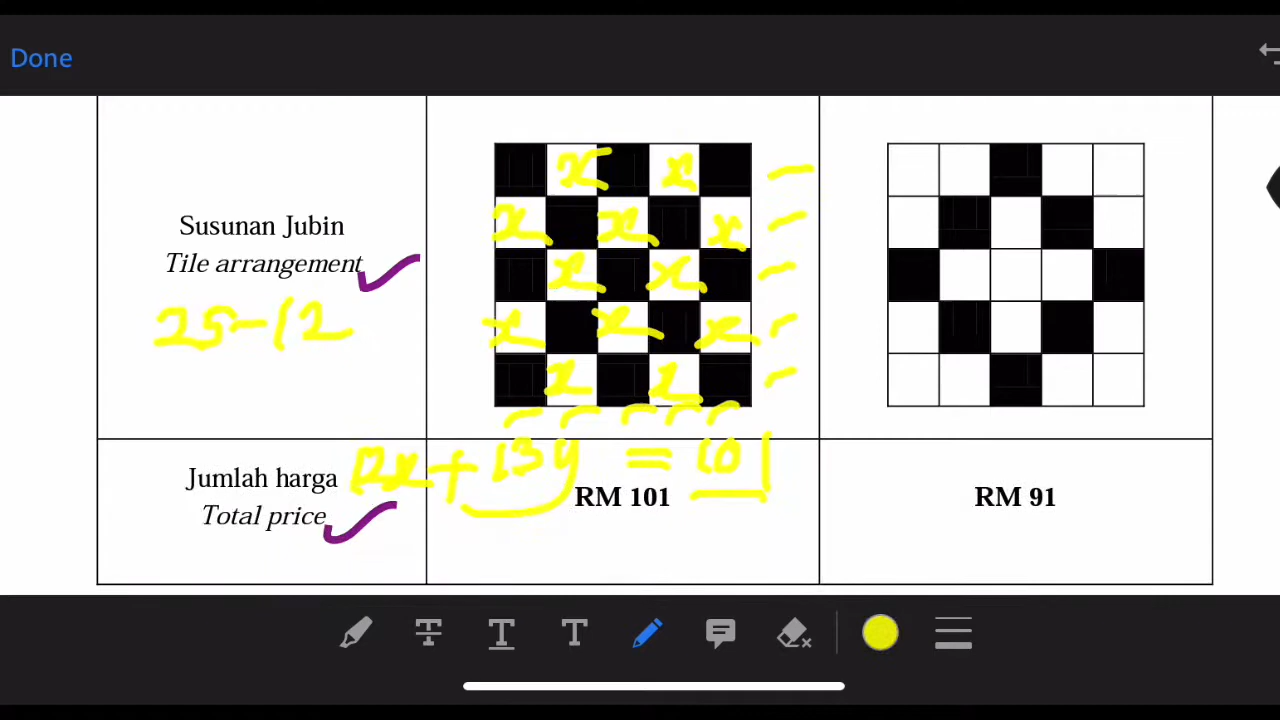 Done
x x
Susunan Jubin
x x x
Tile arrangement
x x
25-12
x x x
x x
Jumlah harga
12x + 13y = 101
Total price
RM 101
RM 91
T T T